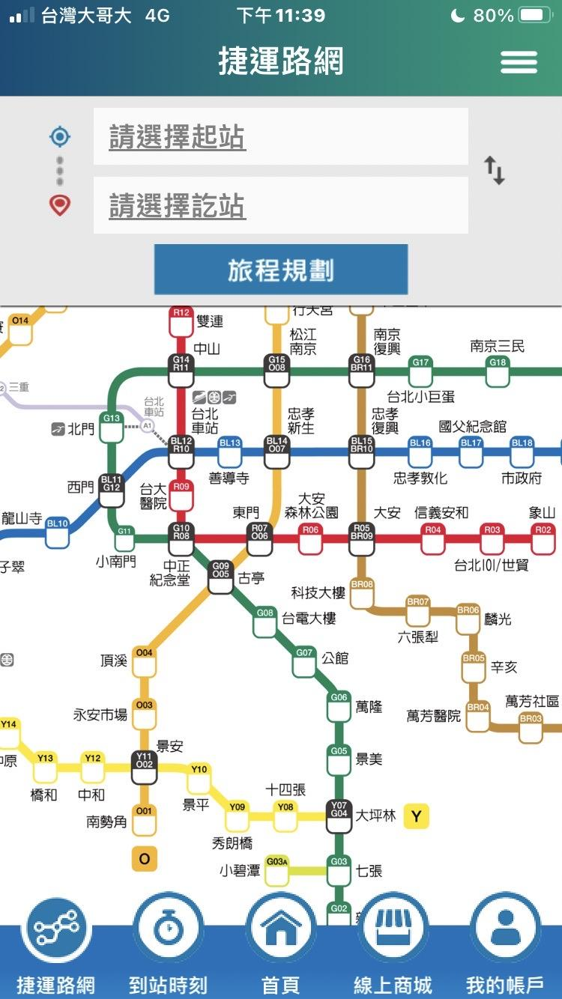 台灣大哥大 4G 下午11:39 80%
捷運路網
請選擇起站
請選擇訖站
旅程規劃
O14
R12
雙連
行天宮
中山
松江
南京
南京
復興
南京三民
G14
R11
G15
O08
G16
BR11
G17
G18
台北小巨蛋
三重
台北
車站
G13
北門
A1
台北
車站
忠孝
新生
忠孝
復興
國父紀念館
BL12
R10
BL13
BL14
O07
BL15
BR10
BL16
BL17
BL18
善導寺
忠孝敦化
市政府
西門
BL11
G12
台大
醫院
R09
龍山寺
BL10
東門
大安
森林公園
大安
信義安和
象山
G11
G10
R08
R07
O06
R06
R05
BR09
R04
R03
R02
小南門
中正
紀念堂
台北101/世貿
子翠
G09
O05
古亭
科技大樓
BR08
BR07
BR06
麟光
六張犁
G08
台電大樓
頂溪
O04
G07
公館
BR05
辛亥
永安市場
O03
G06
萬隆
萬芳醫院
BR04
萬芳社區
BR03
Y14
景安
Y13
Y12
Y11
O02
Y10
G05
景美
橋和
中和
景平
十四張
南勢角
O01
Y09
Y08
Y07
G04
大坪林
Y
秀朗橋
O
小碧潭
G03A
G03
七張
G02
捷運路網
到站時刻
首頁
線上商城
我的帳戶